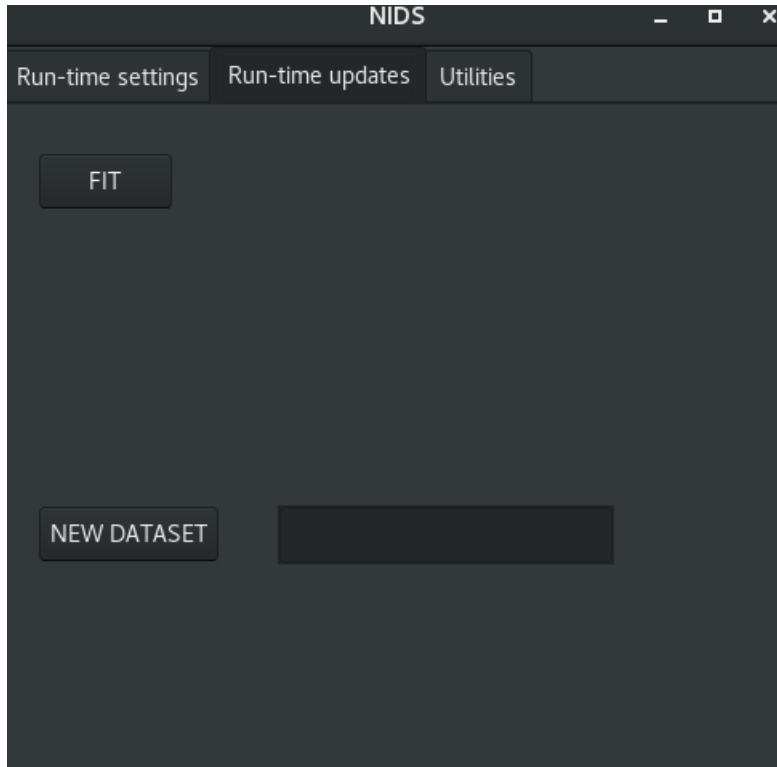 NIDS
Run-time settings Run-time updates Utilities
FIT
NEW DATASET